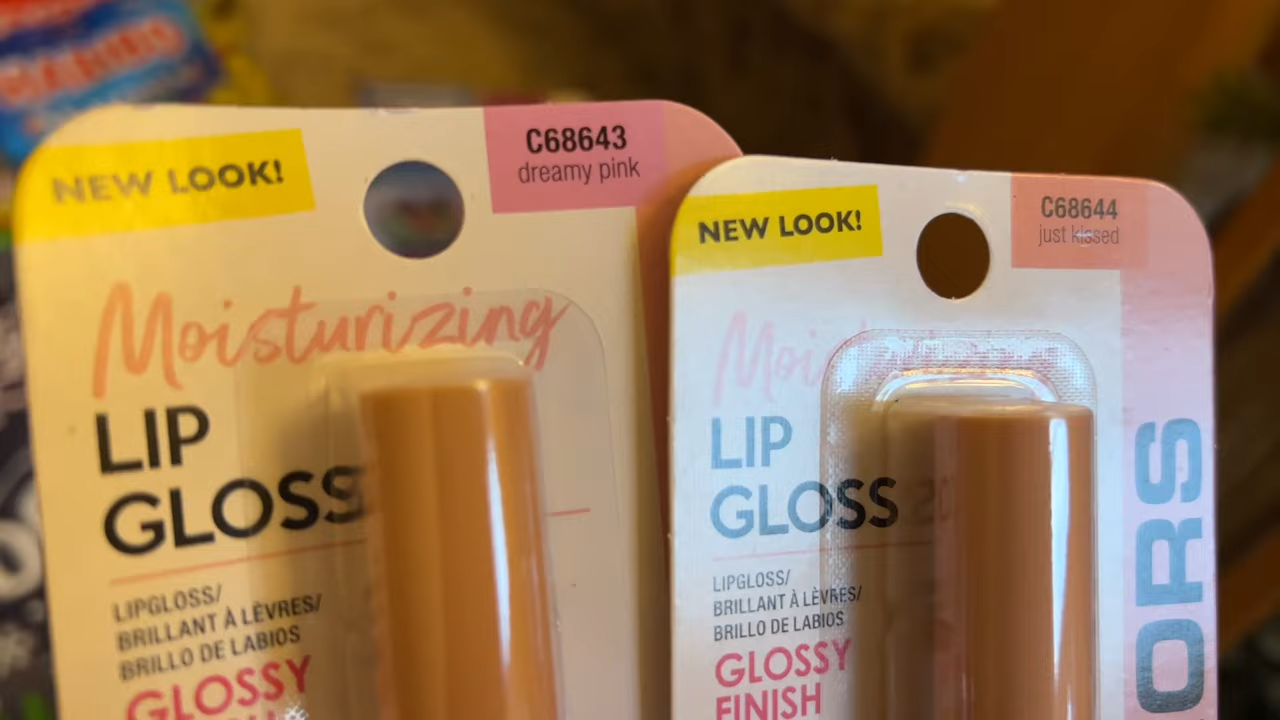 NEW LOOK!
C68643
dreamy pink
Moisturizing
LIP
GLOSS
LIPGLOSS/
BRILLANT À LÈVRES/
BRILLO DE LABIOS
GLOSSY
NEW LOOK!
C68644
just kissed
LIP
GLOSS
LIPGLOSS/
BRILLANT À LÈVRES/
BRILLO DE LABIOS
GLOSSY
FINISH
ORS